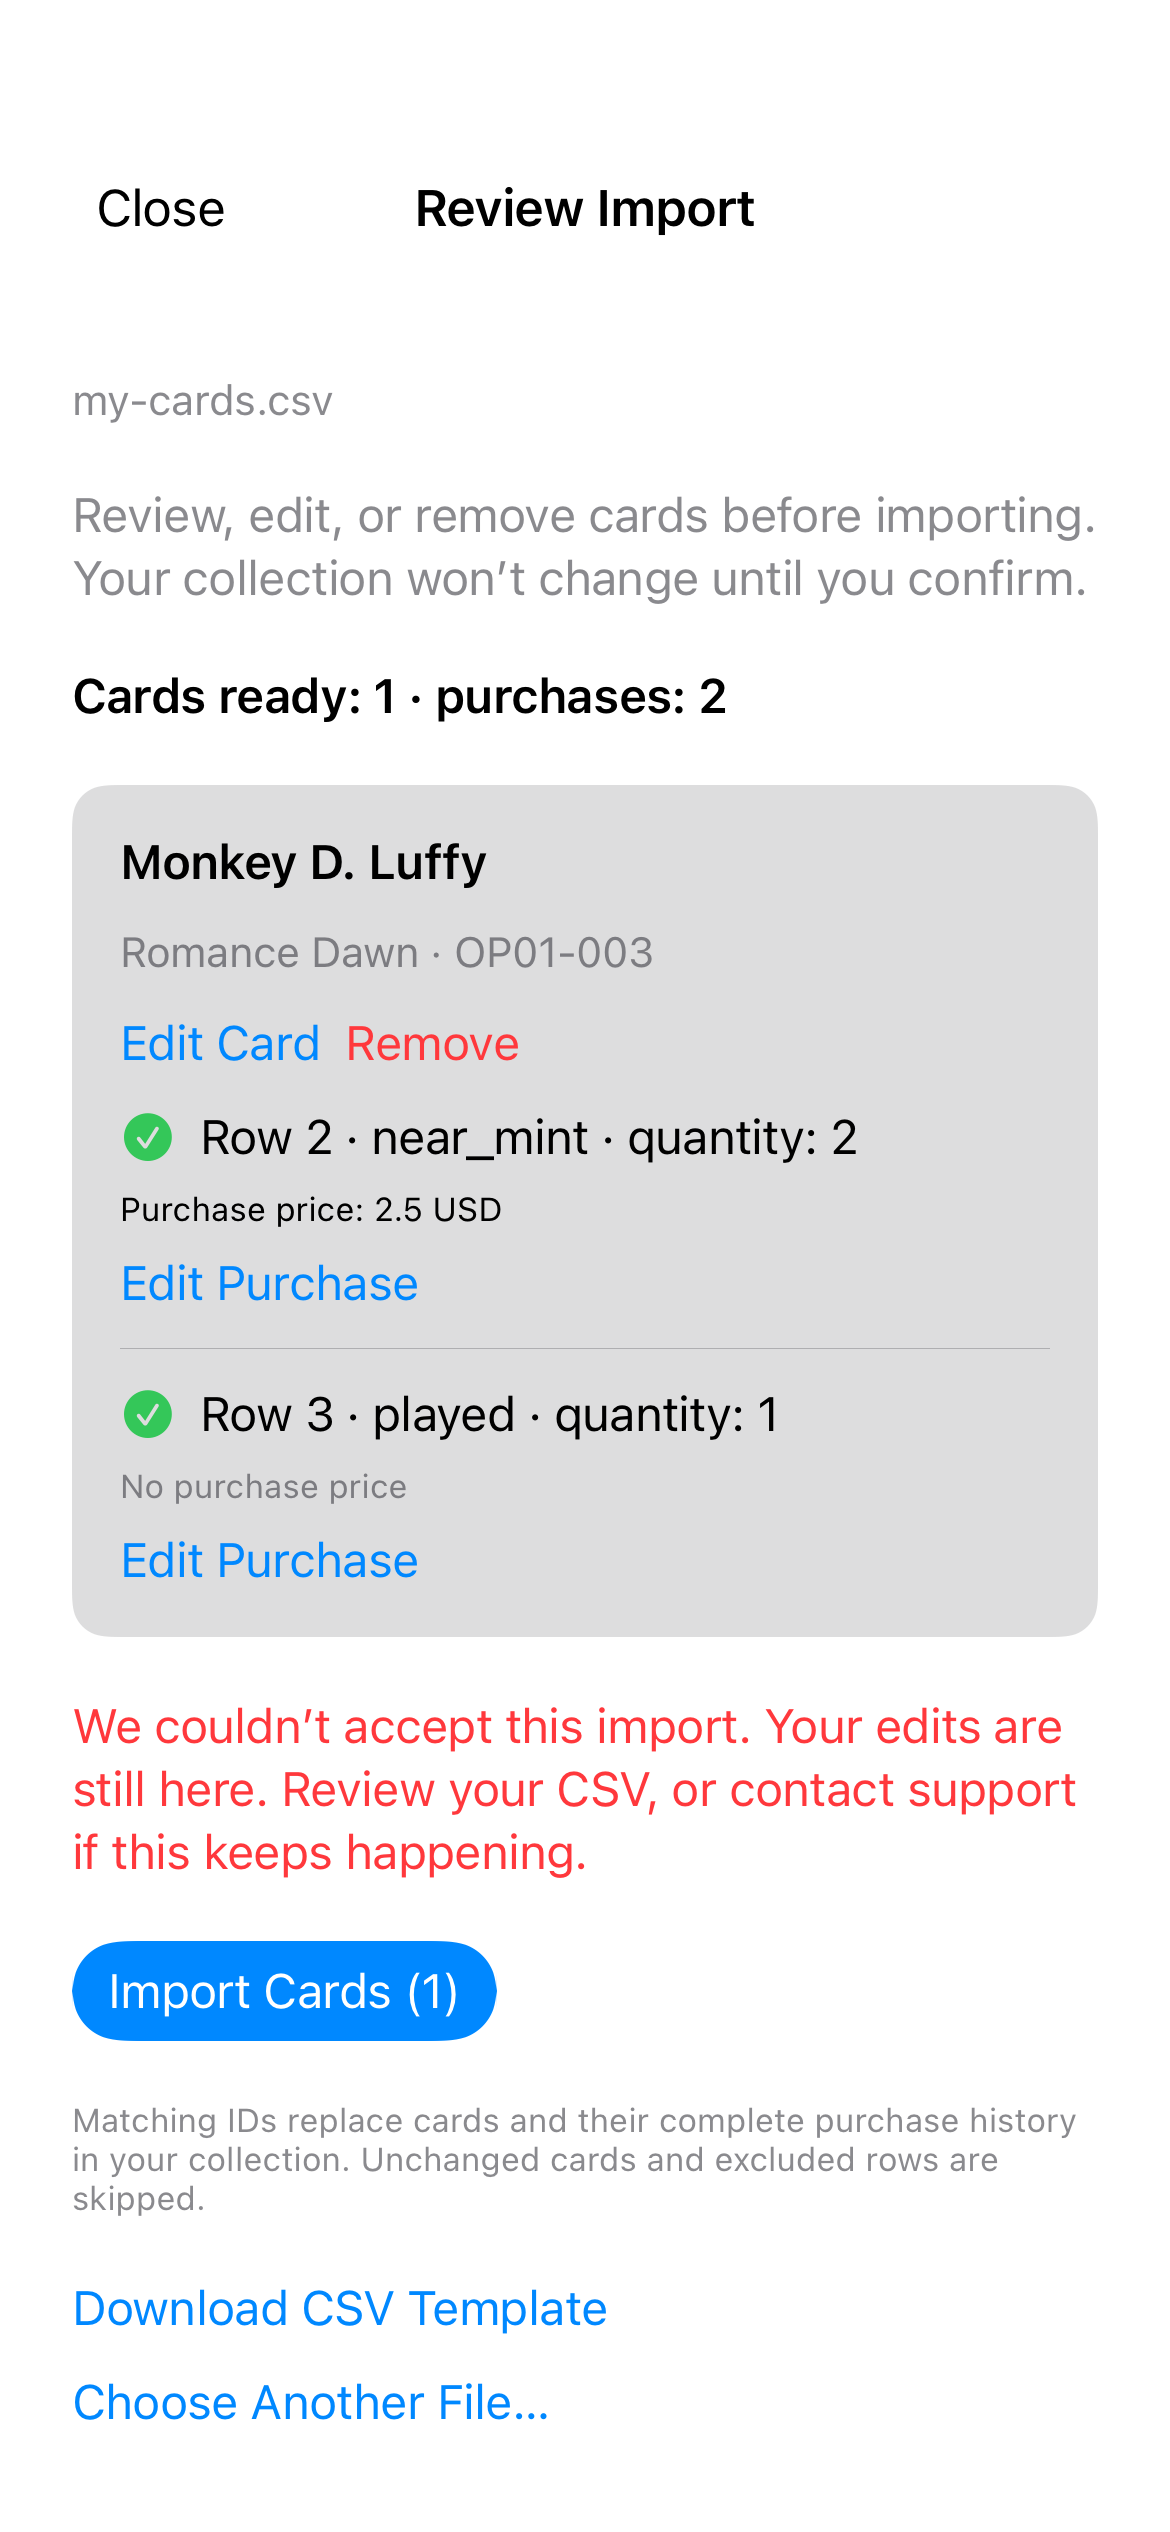 Close
Review Import
my-cards.csv
Review, edit, or remove cards before importing.
Your collection won’t change until you confirm.
Cards ready: 1 · purchases: 2
Monkey D. Luffy
Romance Dawn · OP01-003
Edit Card Remove
Row 2 · near_mint · quantity: 2
Purchase price: 2.5 USD
Edit Purchase
Row 3 · played · quantity: 1
No purchase price
Edit Purchase
We couldn’t accept this import. Your edits are
still here. Review your CSV, or contact support
if this keeps happening.
Import Cards (1)
Matching IDs replace cards and their complete purchase history
in your collection. Unchanged cards and excluded rows are
skipped.
Download CSV Template
Choose Another File...